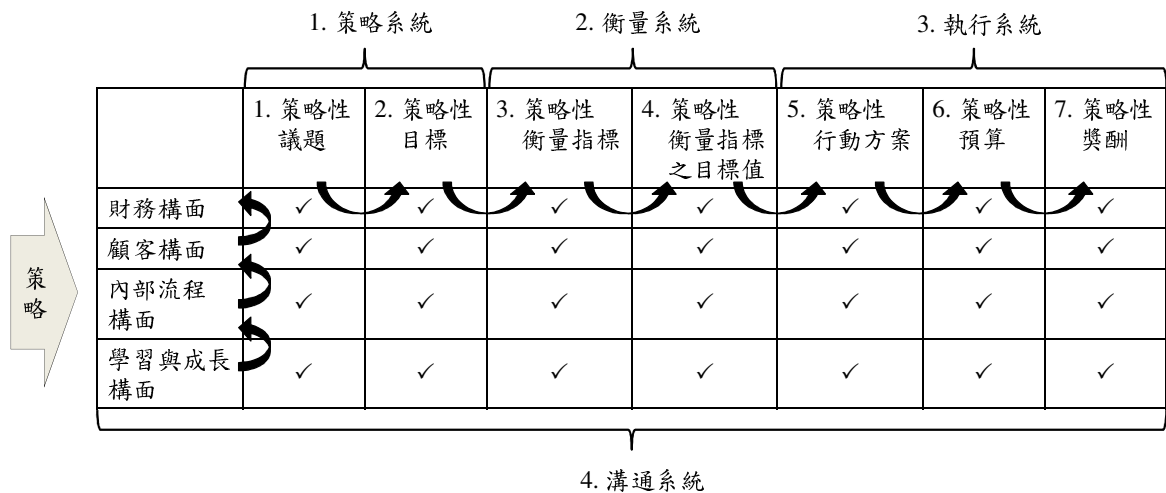 1. 策略系統
2. 衡量系統
3. 執行系統
1. 策略性
議題
2. 策略性
目標
3. 策略性
衡量指標
4. 策略性
衡量指標
之目標值
5. 策略性
行動方案
6. 策略性
預算
7. 策略性
獎酬
策
略
財務構面
✓ ✓ ✓ ✓ ✓ ✓ ✓
顧客構面
✓ ✓ ✓ ✓ ✓ ✓ ✓
內部流程
構面
✓ ✓ ✓ ✓ ✓ ✓ ✓
學習與成長
構面
✓ ✓ ✓ ✓ ✓ ✓ ✓
4. 溝通系統